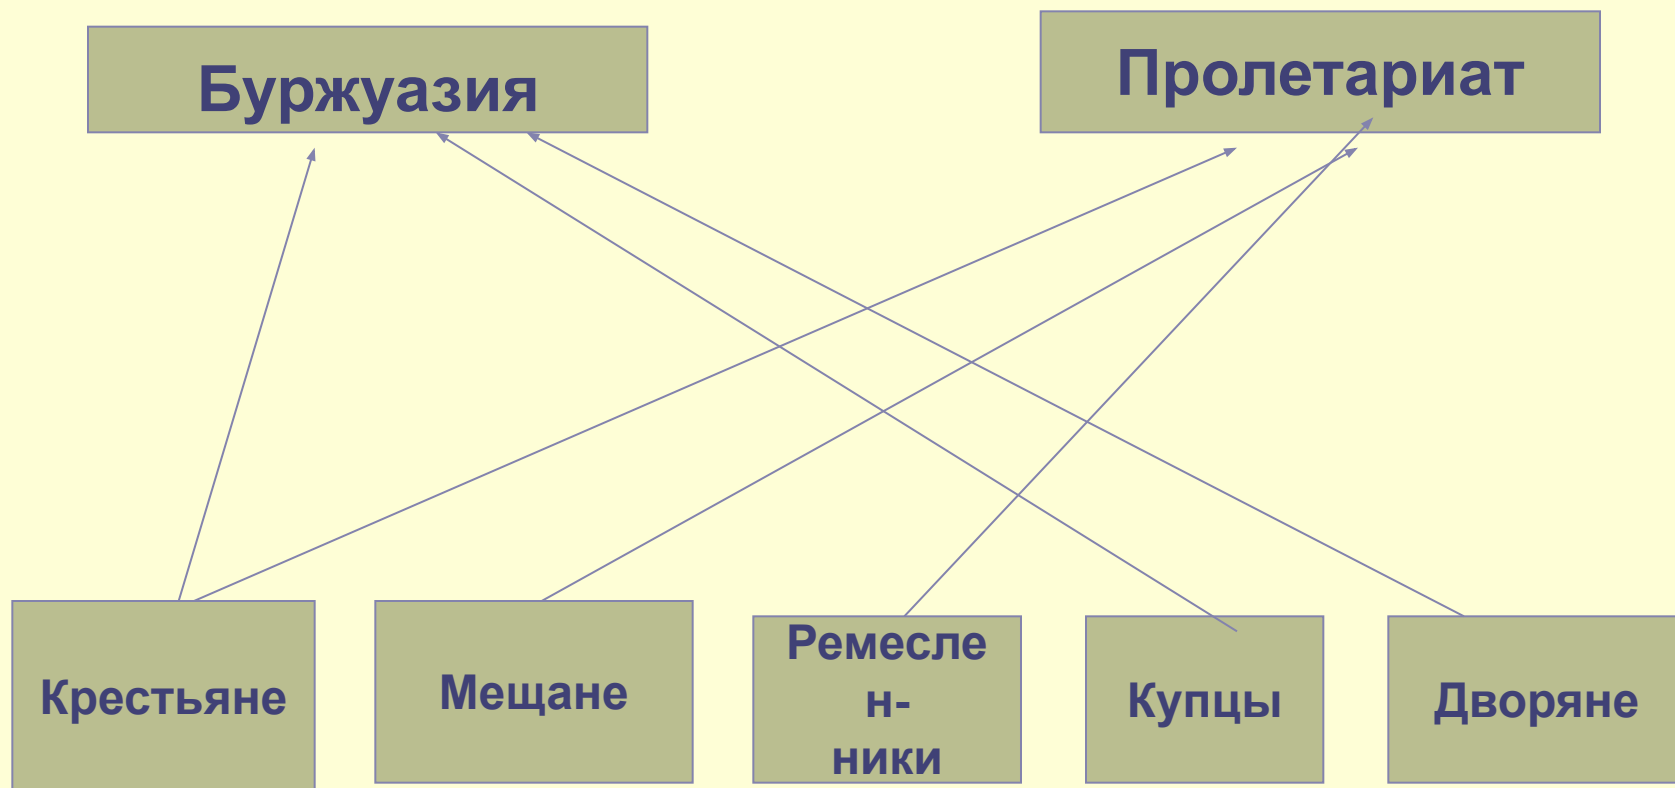 Буржуазия
Пролетариат
Крестьяне
Мещане
Ремесле
н-
ники
Купцы
Дворяне